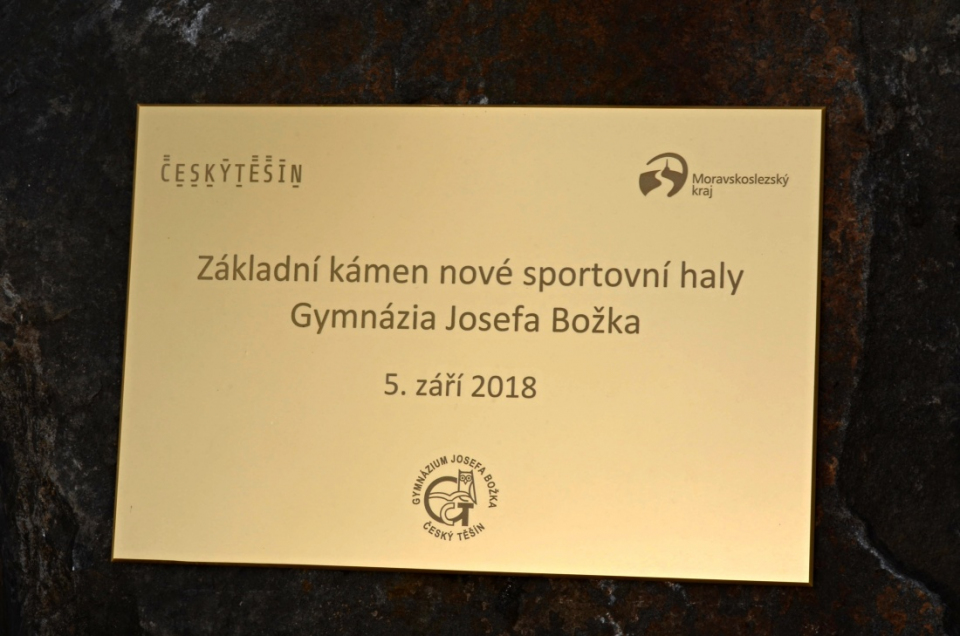 ČESKÝTĚŠÍN
Moravskoslezský
kraj
Základní kámen nové sportovní haly
Gymnázia Josefa Božka
5. září 2018
GYMNÁZIUM JOSEFA BOŽKA
ČESKÝ TĚŠÍN